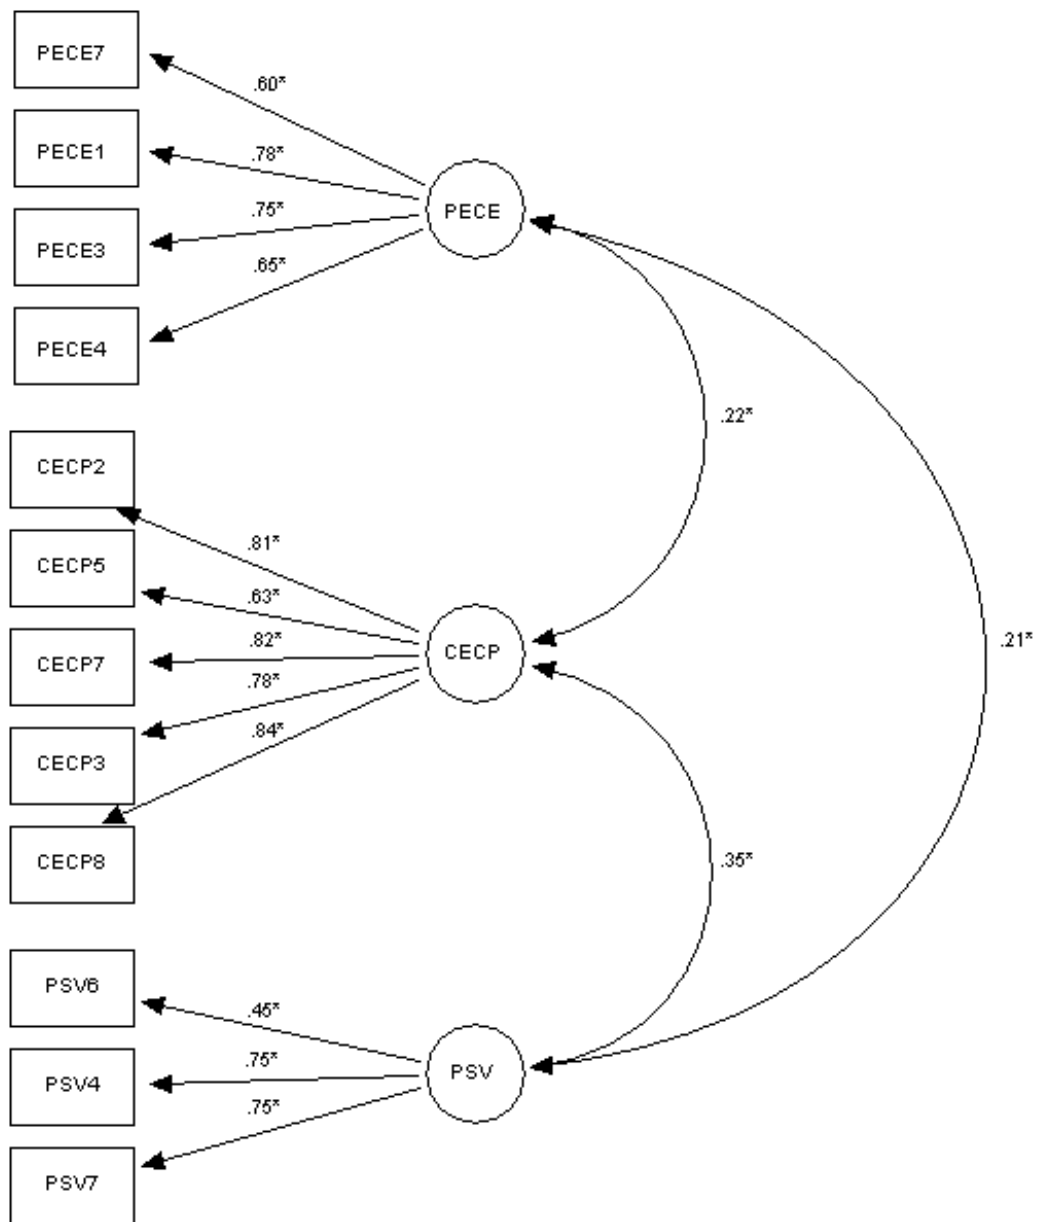 PECE7
.60*
PECE1
.78*
PECE
.75*
PECE3
.65*
PECE4
.22*
CECP2
.81*
CECP5
.63*
.82*
CECP7
CECP
.21*
.78*
.84*
CECP3
CECP8
.35*
PSV6
.45*
.75*
PSV4
PSV
.75*
PSV7